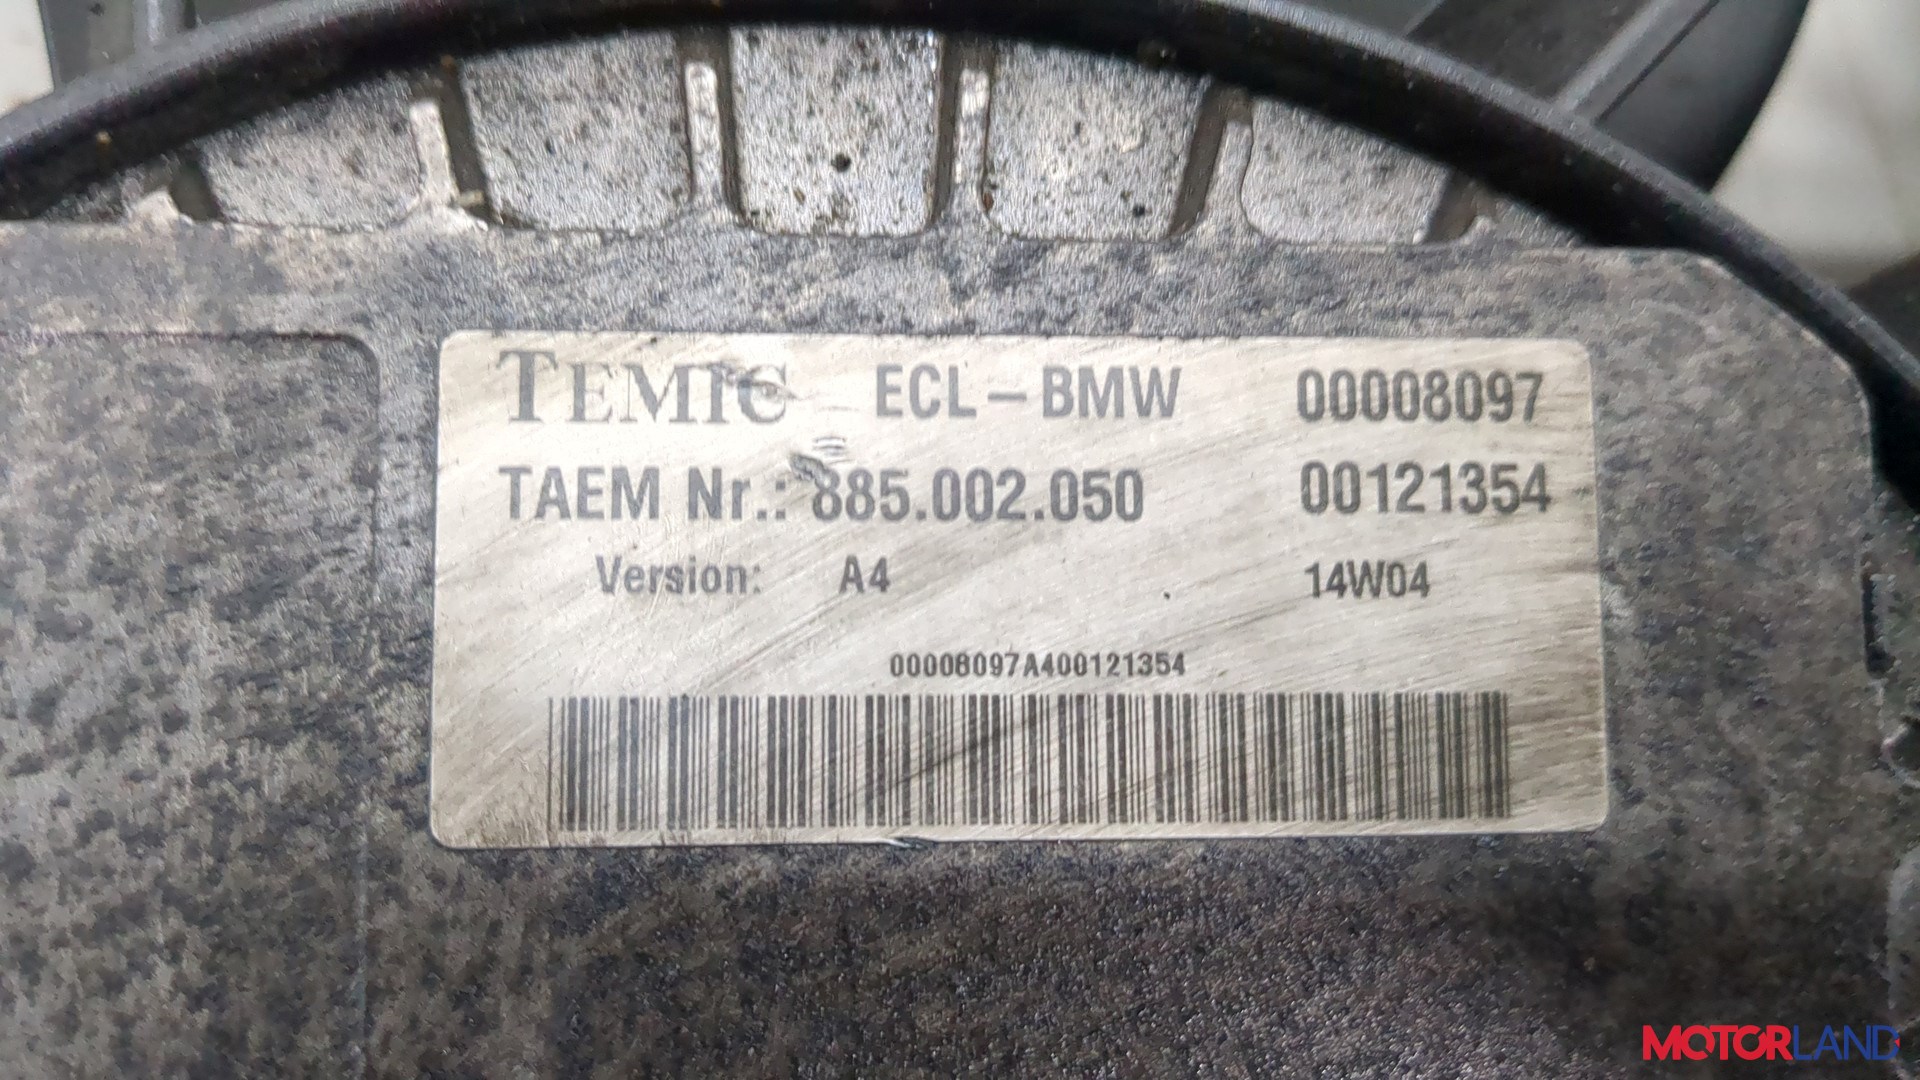 TEMIC ECL-BMW 00008097
TAEM Nr.: 885.002.050 00121354
Version: A4 14W04
00008097A400121354
MOTORLAND